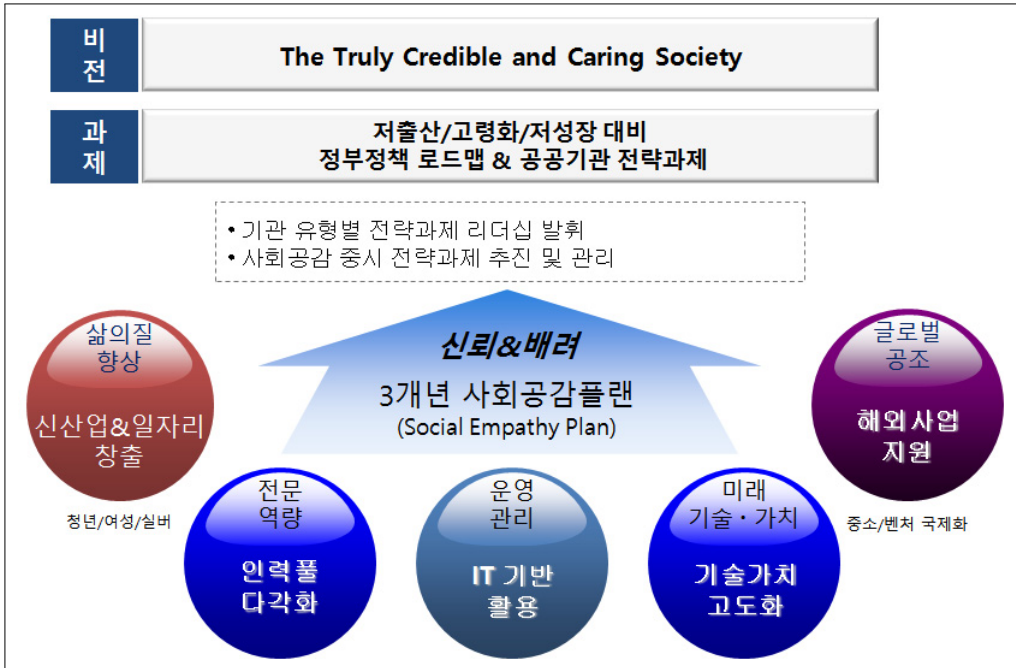 비
전
The Truly Credible and Caring Society
과
제
저출산/고령화/저성장 대비
정부정책 로드맵 & 공공기관 전략과제
• 기관 유형별 전략과제 리더십 발휘
• 사회공감 중시 전략과제 추진 및 관리
신뢰&배려
3개년 사회공감플랜
(Social Empathy Plan)
삶의질
향상
신산업&일자리
창출
청년/여성/실버
전문
역량
인력풀
다각화
운영
관리
IT 기반
활용
미래
기술·가치
기술가치
고도화
글로벌
공조
해외사업
지원
중소/벤처 국제화